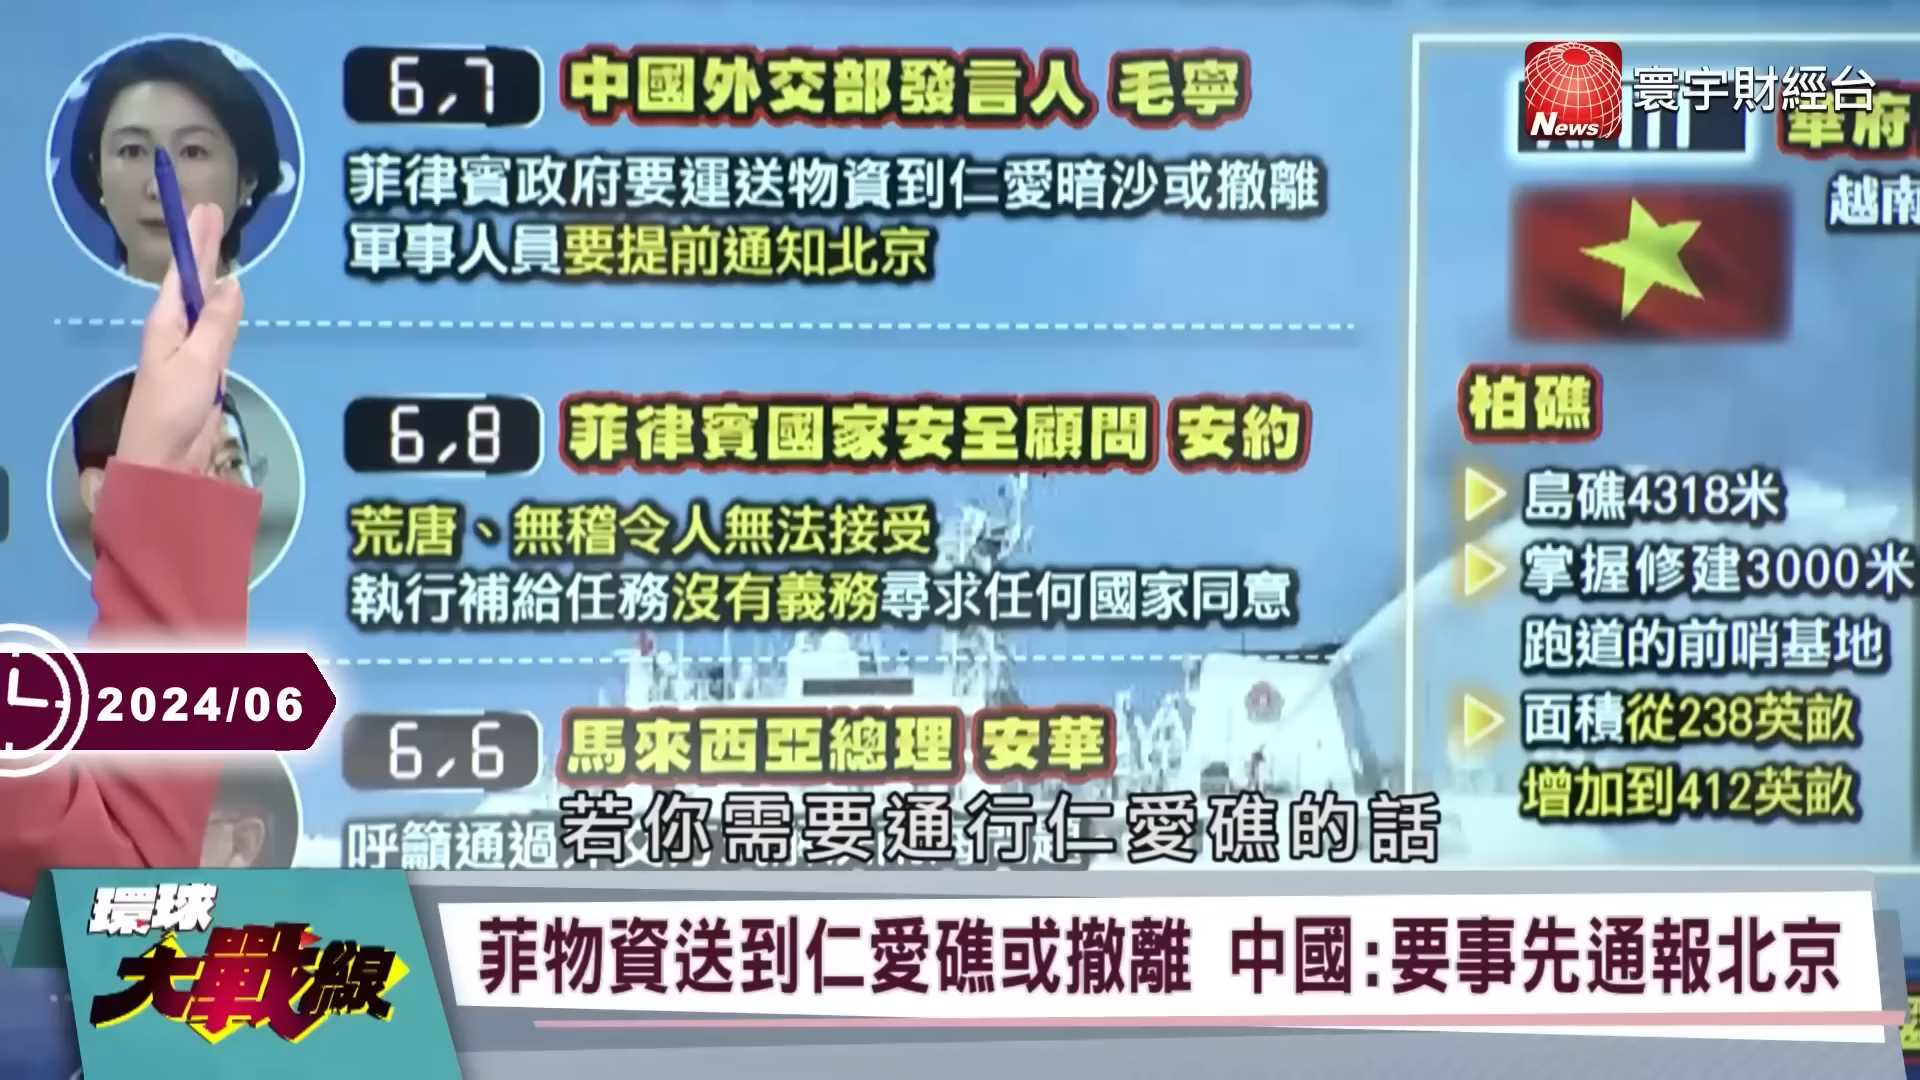 6,7 中國外交部發言人 毛寧
菲律賓政府要運送物資到仁愛暗沙或撤離
軍事人員要提前通知北京
6,8 菲律賓國家安全顧問 安約
荒唐、無稽令人無法接受
執行補給任務沒有義務尋求任何國家同意
6,6 馬來西亞總理 安華
呼籲通過
News 寰宇財經台
華府
越南
柏礁
島礁4318米
掌握修建3000米
跑道的前哨基地
面積從238英畝
增加到412英畝
2024/06
若你需要通行仁愛礁的話
環球
大戰線
菲物資送到仁愛礁或撤離 中國:要事先通報北京